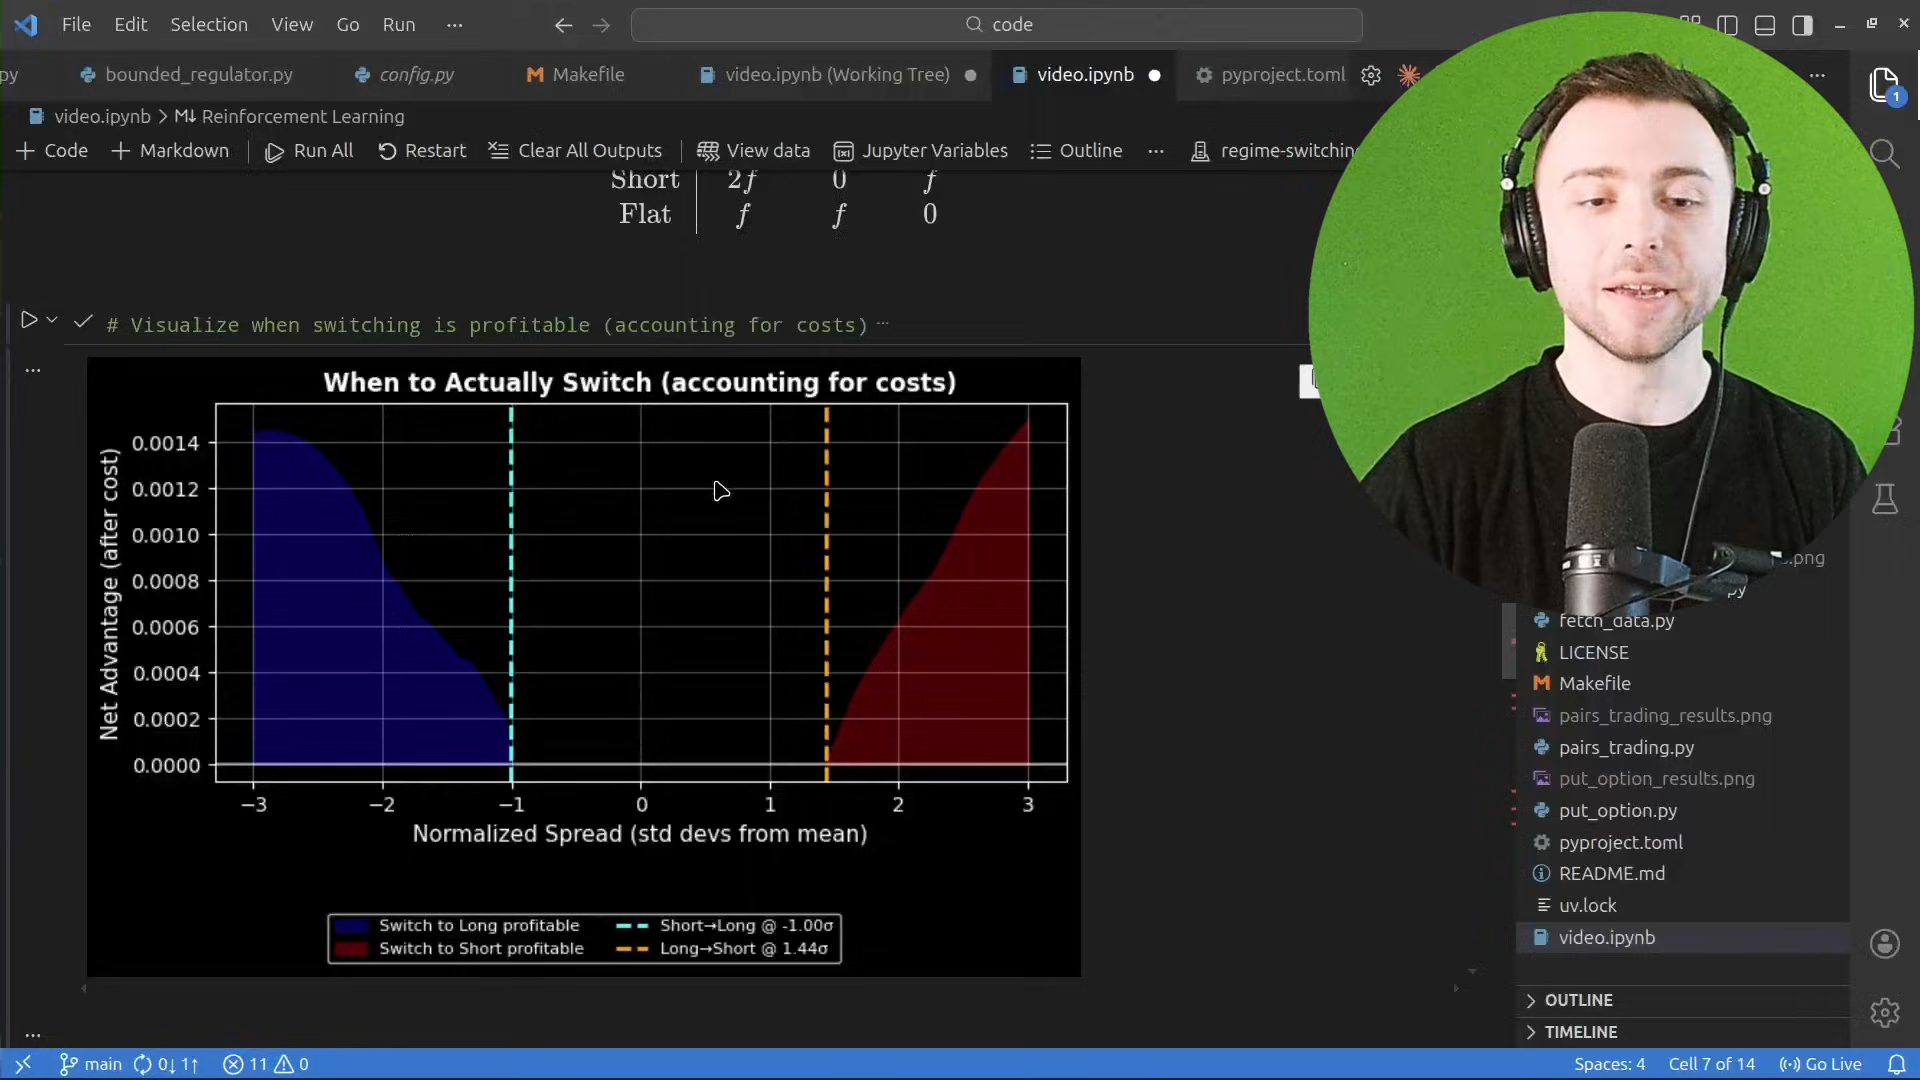 File Edit Selection View Go Run ... code
py bounded_regulator.py config.py Makefile video.ipynb (Working Tree) video.ipynb pyproject.toml
video.ipynb > Reinforcement Learning
Code Markdown Run All Restart Clear All Outputs View data Jupyter Variables Outline ... regime-switching
Short 2f 0 f
Flat f f 0
# Visualize when switching is profitable (accounting for costs) ...
When to Actually Switch (accounting for costs)
Net Advantage (after cost)
0.0014
0.0012
0.0010
0.0008
0.0006
0.0004
0.0002
0.0000
−3 −2 −1 0 1 2 3
Normalized Spread (std devs from mean)
Switch to Long profitable Short→Long @ -1.00σ
Switch to Short profitable Long→Short @ 1.44σ
1
.png
py
fetch_data.py
LICENSE
Makefile
pairs_trading_results.png
pairs_trading.py
put_option_results.png
put_option.py
pyproject.toml
README.md
uv.lock
video.ipynb
OUTLINE
TIMELINE
main 0↓ 1↑ 11 0 Spaces: 4 Cell 7 of 14 Go Live